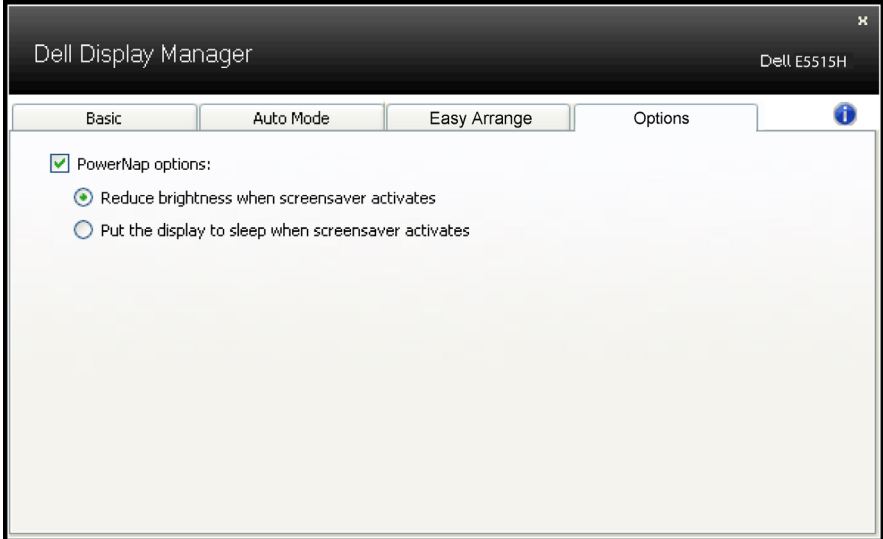 x
Dell Display Manager
Dell E5515H
Basic Auto Mode Easy Arrange Options i
PowerNap options:
Reduce brightness when screensaver activates
Put the display to sleep when screensaver activates